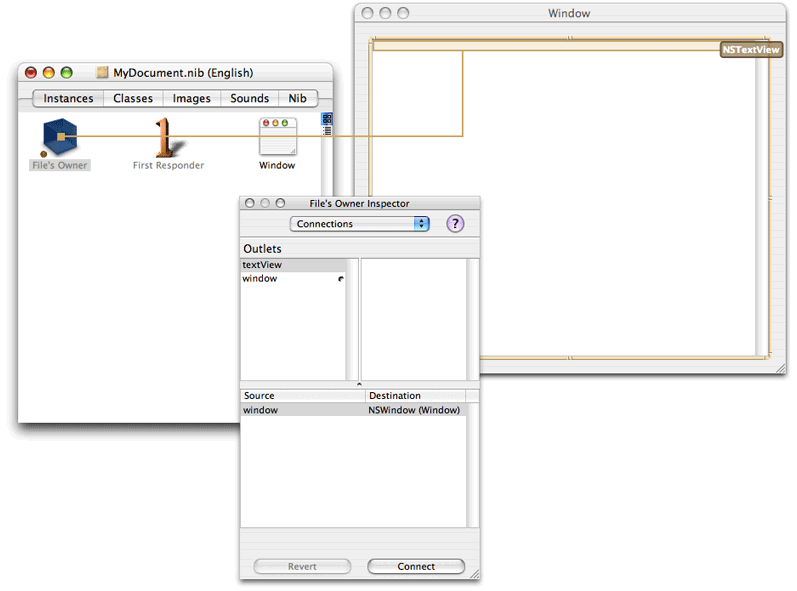 Window
NSTextView
MyDocument.nib (English)
Instances Classes Images Sounds Nib
File's Owner First Responder Window
File's Owner Inspector
Connections ?
Outlets
textView
window
Source Destination
window NSWindow (Window)
Revert Connect